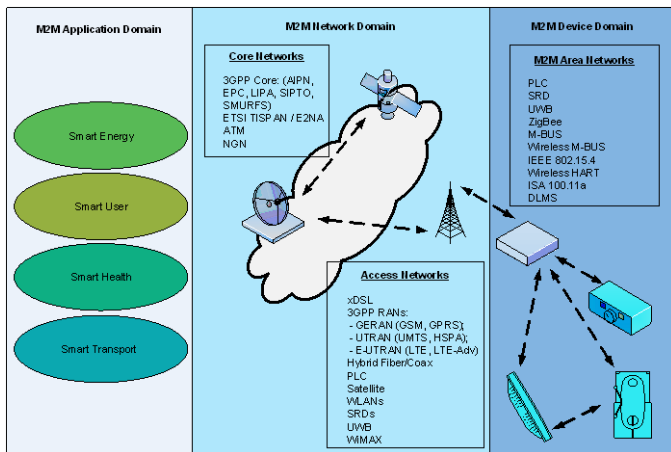 M2M Application Domain
Smart Energy
Smart User
Smart Health
Smart Transport
M2M Network Domain
Core Networks
3GPP Core: (AIPN,
EPC, LIPA, SIPTO,
SMURFS)
ETSI TISPAN / E2NA
ATM
NGN
Access Networks
xDSL
3GPP RANs:
- GERAN (GSM, GPRS);
- UTRAN (UMTS, HSPA);
- E-UTRAN (LTE, LTE-Adv)
Hybrid Fiber/Coax
PLC
Satellite
WLANs
SRDs
UWB
WiMAX
M2M Device Domain
M2M Area Networks
PLC
SRD
UWB
ZigBee
M-BUS
Wireless M-BUS
IEEE 802.15.4
Wireless HART
ISA 100.11a
DLMS